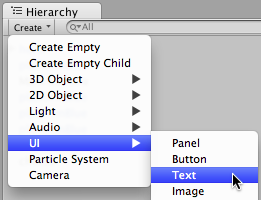 Hierarchy
Create All
Create Empty
Create Empty Child
3D Object
2D Object
Light
Audio
UI
Particle System
Camera
Panel
Button
Text
Image